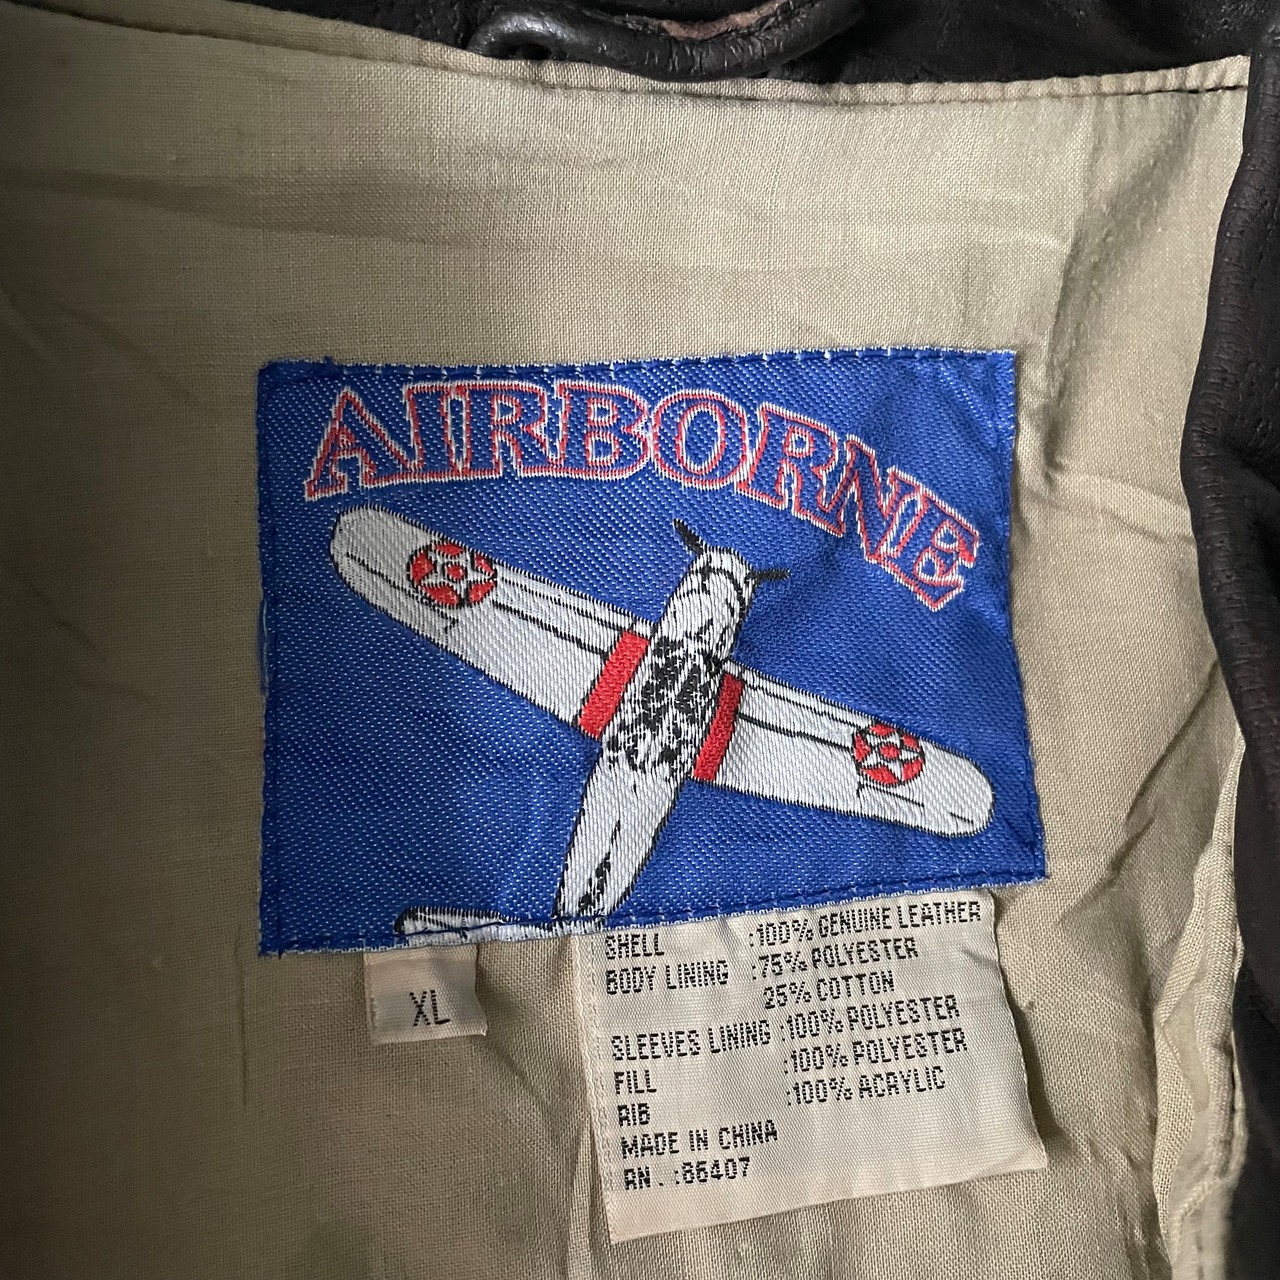 AIRBORNE
XL
SHELL :100% GENUINE LEATHER
BODY LINING :75% POLYESTER
25% COTTON
SLEEVES LINING :100% POLYESTER
FILL :100% POLYESTER
RIB :100% ACRYLIC
MADE IN CHINA
RN. :86407